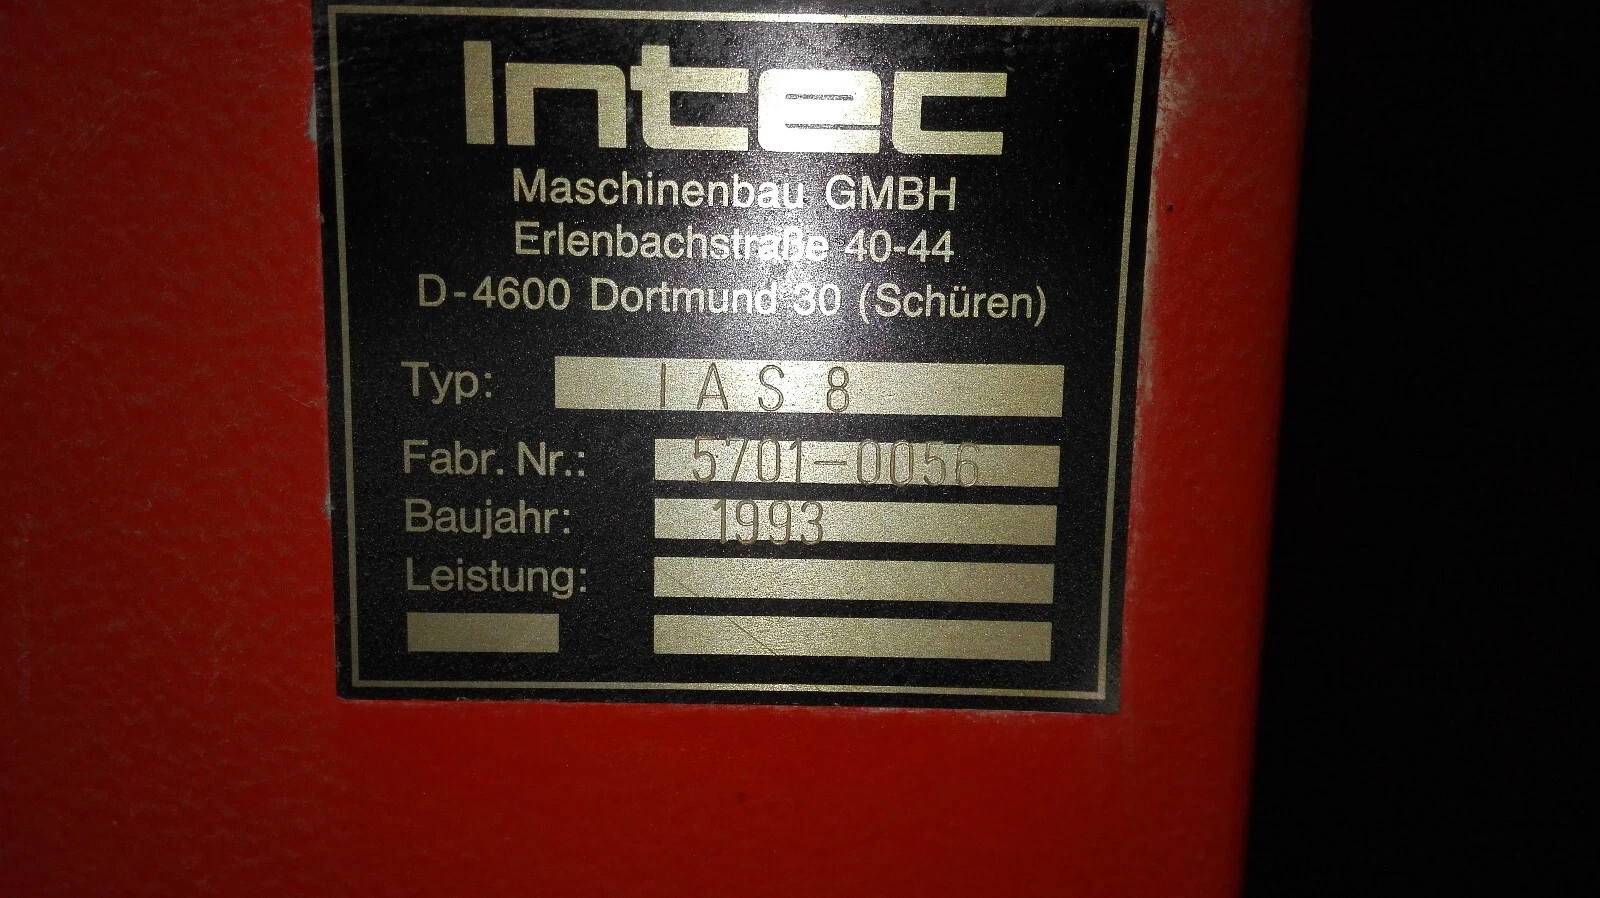 Intec
Maschinenbau GMBH
Erlenbachstraße 40-44
D-4600 Dortmund 30 (Schüren)
Typ: IAS 8
Fabr. Nr.: 5701-0056
Baujahr: 1993
Leistung: